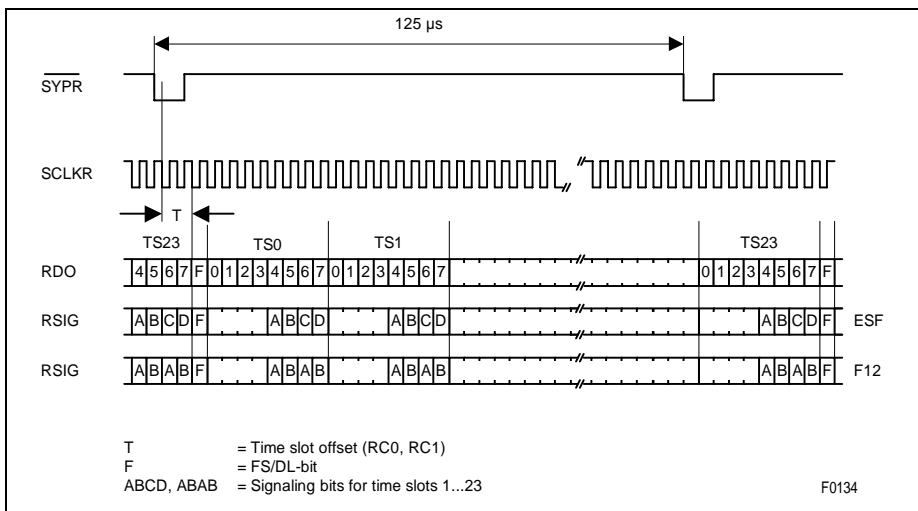 125 µs
SYPR
SCLKR
T
TS23 TS0 TS1 TS23
RDO 4 5 6 7 F 0 1 2 3 4 5 6 7 0 1 2 3 4 5 6 7 0 1 2 3 4 5 6 7 F
RSIG A B C D F A B C D A B C D A B C D F ESF
RSIG A B A B F A B A B A B A B A B A B F F12
T = Time slot offset (RC0, RC1)
F = FS/DL-bit
ABCD, ABAB = Signaling bits for time slots 1...23
F0134